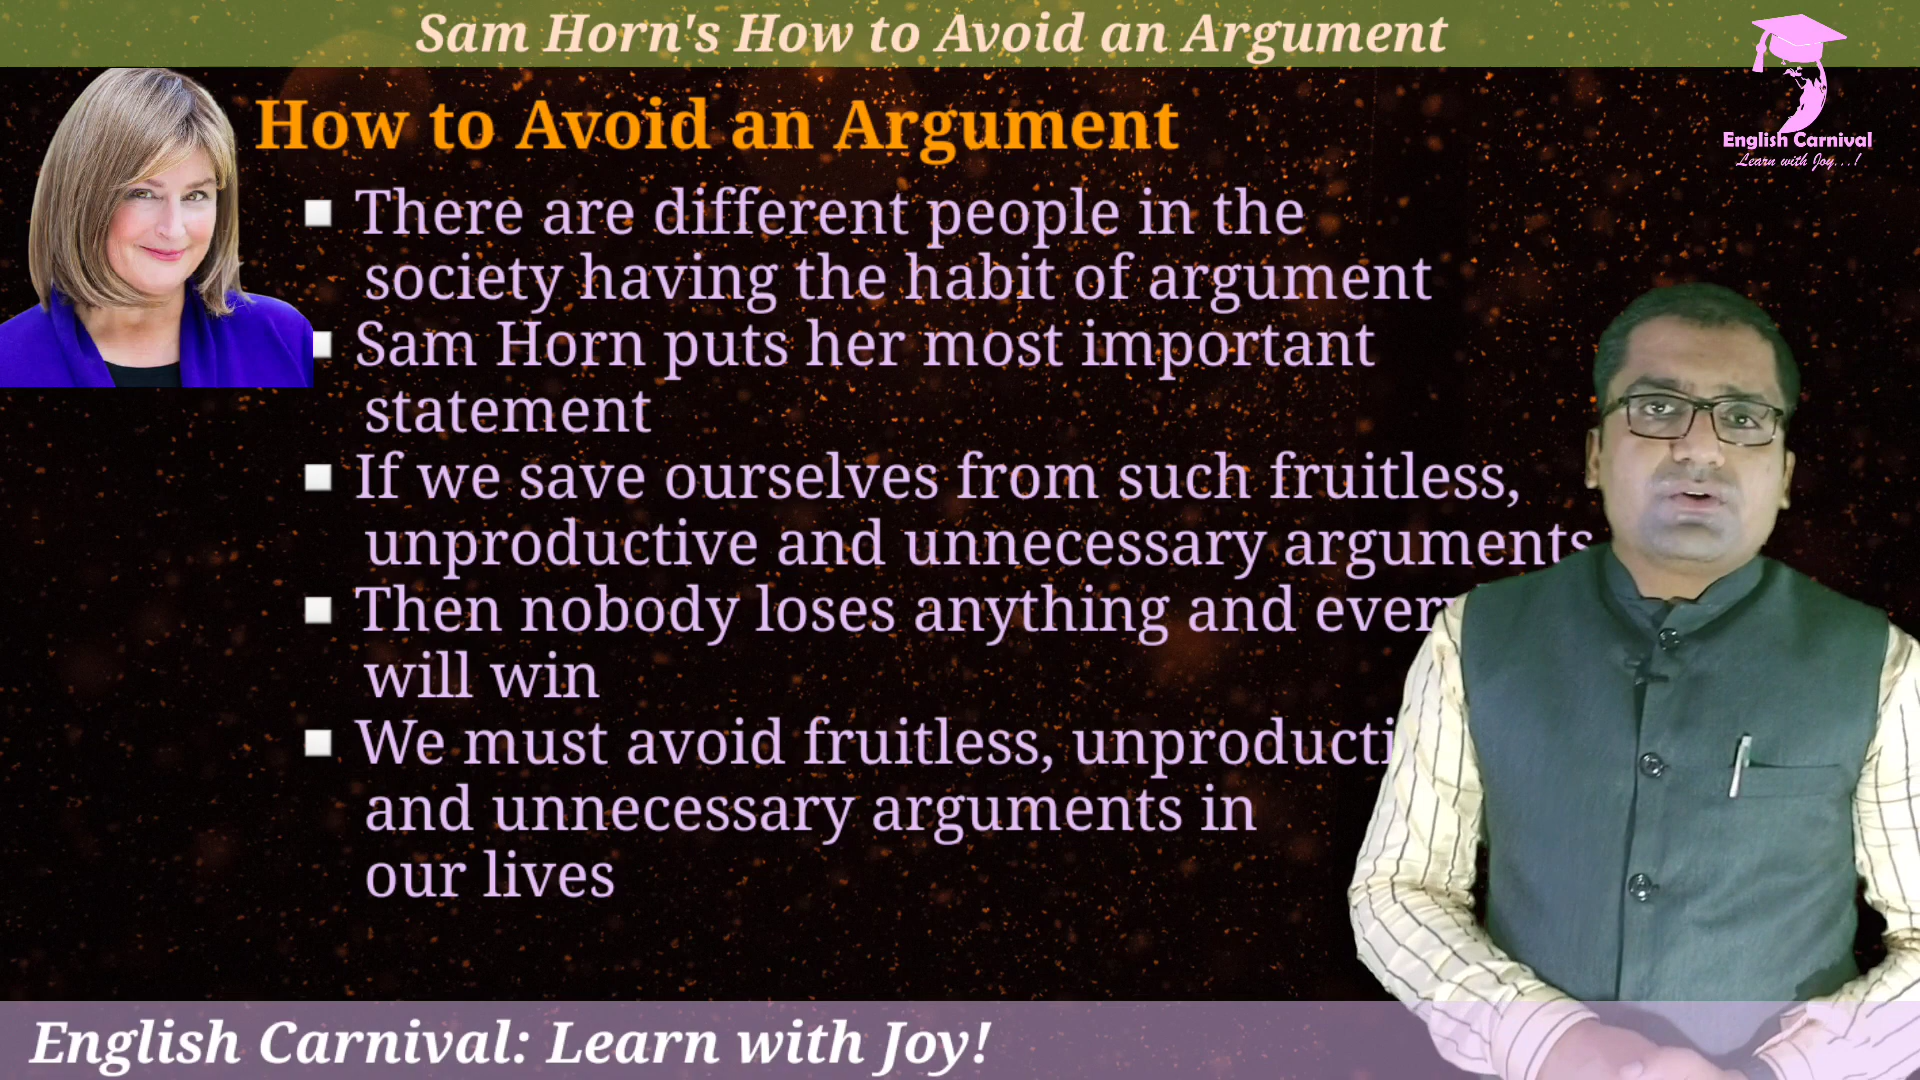 Sam Horn's How to Avoid an Argument
English Carnival
Learn with Joy...!
How to Avoid an Argument
There are different people in the
society having the habit of argument
Sam Horn puts her most important
statement
If we save ourselves from such fruitless,
unproductive and unnecessary arguments
Then nobody loses anything and
will win
We must avoid fruitless,
and unnecessary arguments in
our lives
English Carnival: Learn with Joy!